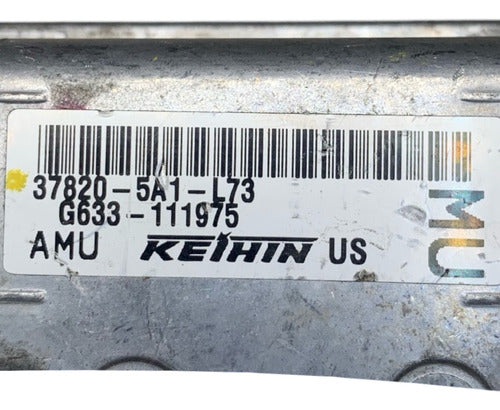 37820-5A1-L73
G633-111975
AMU KEIHIN US
MU